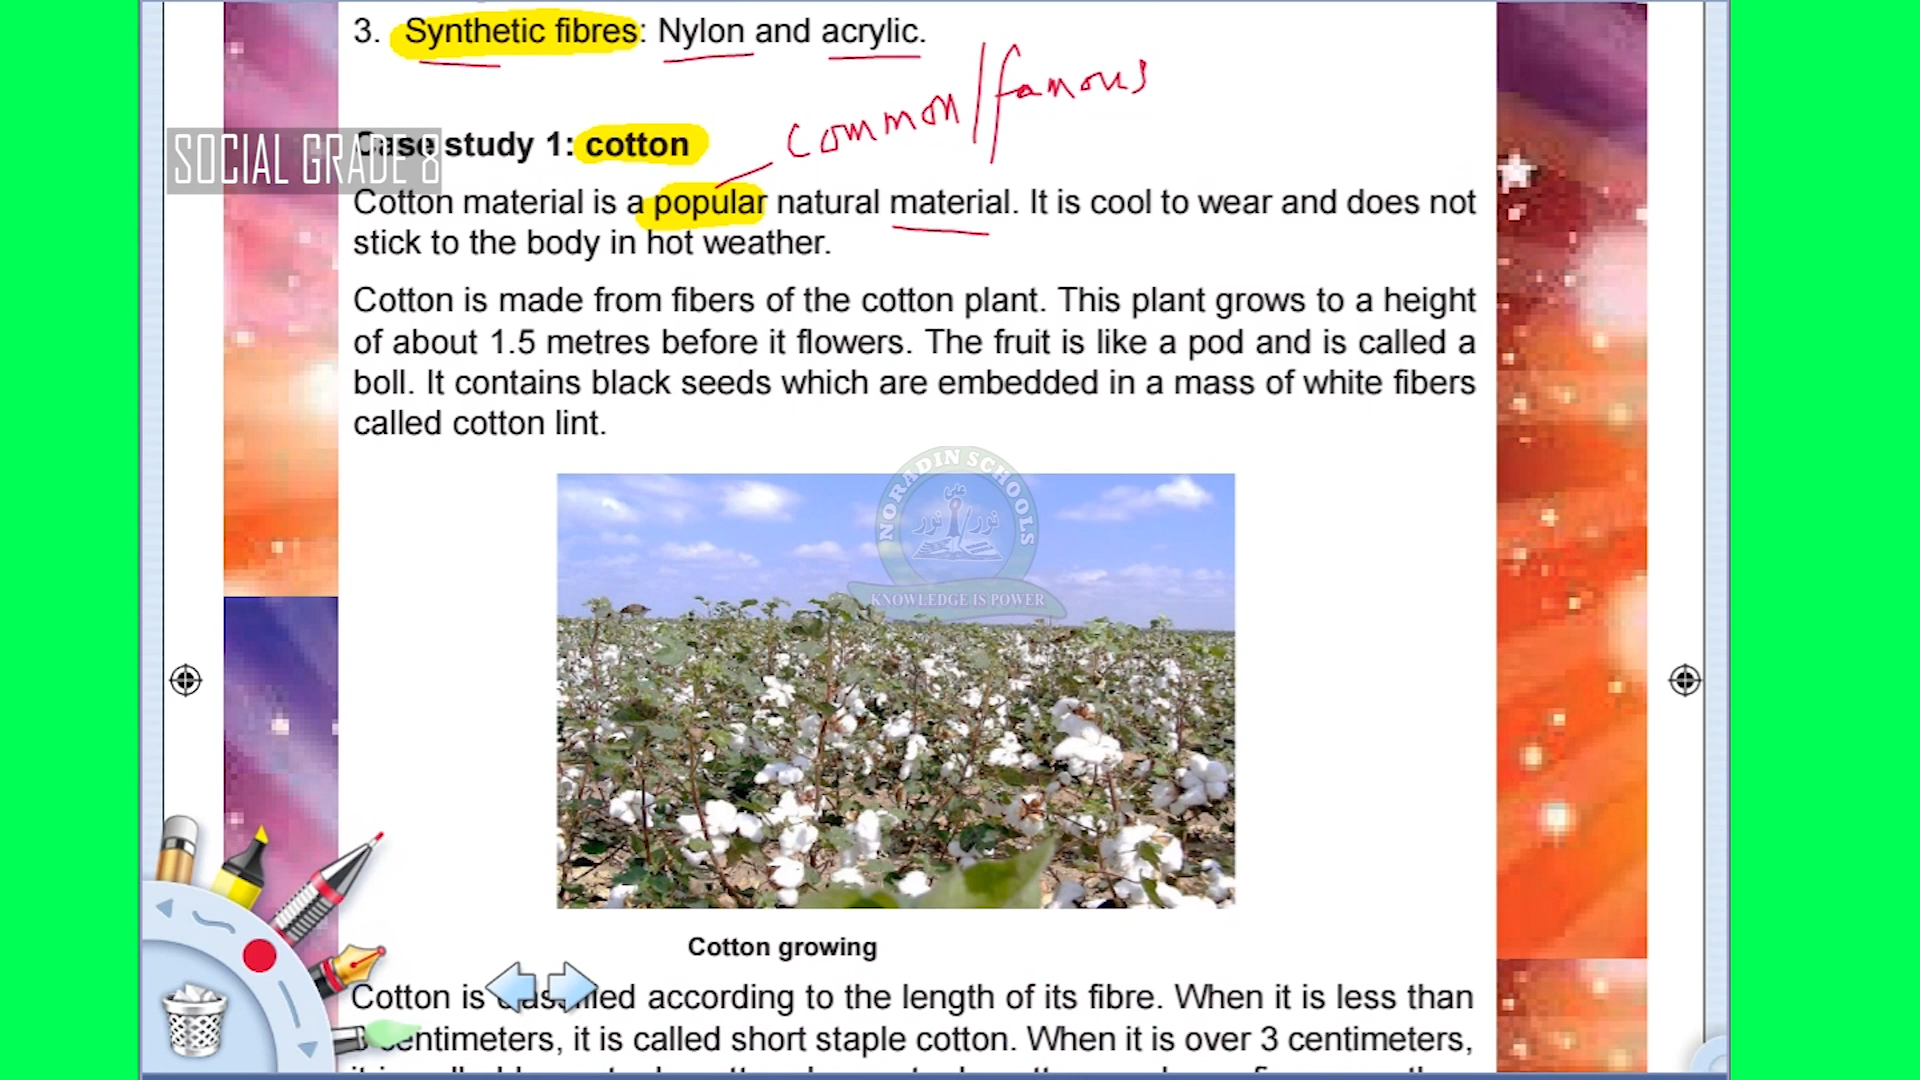 3. Synthetic fibres: Nylon and acrylic.
common/famous
SOCIAL GRADE 8
Case study 1: cotton
Cotton material is a popular natural material. It is cool to wear and does not
stick to the body in hot weather.
Cotton is made from fibers of the cotton plant. This plant grows to a height
of about 1.5 metres before it flowers. The fruit is like a pod and is called a
boll. It contains black seeds which are embedded in a mass of white fibers
called cotton lint.
NORADIN SCHOOLS
على
نور نور
KNOWLEDGE IS POWER
Cotton growing
Cotton is classified according to the length of its fibre. When it is less than
centimeters, it is called short staple cotton. When it is over 3 centimeters,